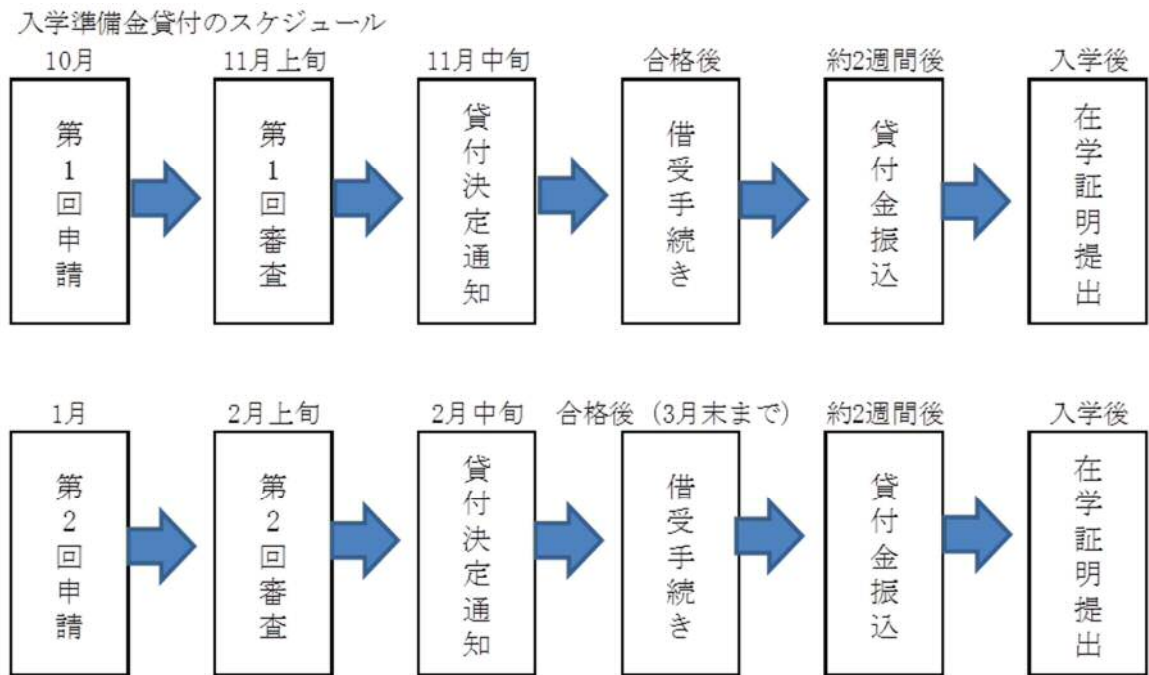 入学準備金貸付のスケジュール
10月
11月上旬
11月中旬
合格後
約2週間後
入学後
第1回申請
第1回審査
貸付決定通知
借受手続き
貸付金振込
在学証明提出
1月
2月上旬
2月中旬
合格後（3月末まで）
約2週間後
入学後
第2回申請
第2回審査
貸付決定通知
借受手続き
貸付金振込
在学証明提出